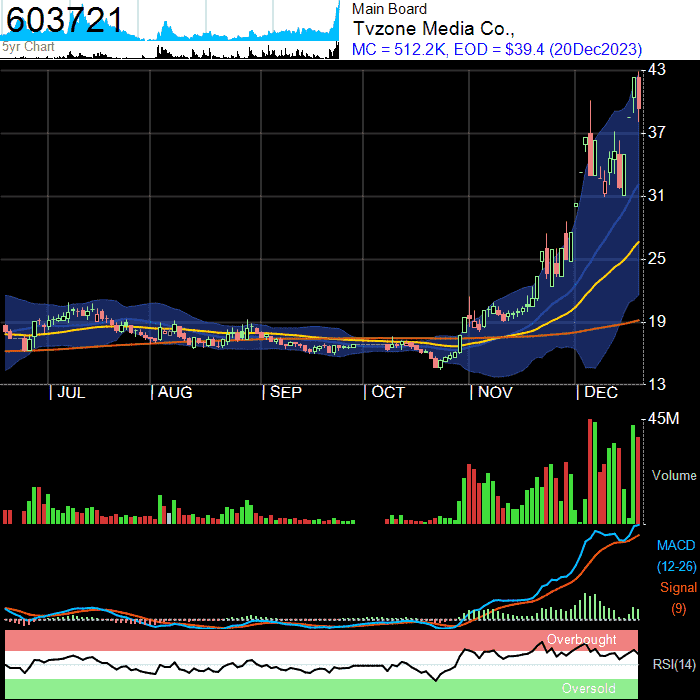 603721
5yr Chart
Main Board
Tvzone Media Co.,
MC = 512.2K, EOD = $39.4 (20Dec2023)
43
37
31
25
19
13
| JUL | AUG | SEP | OCT | NOV | DEC
45M
Volume
MACD
(12-26)
Signal
(9)
Overbought
RSI(14)
Oversold